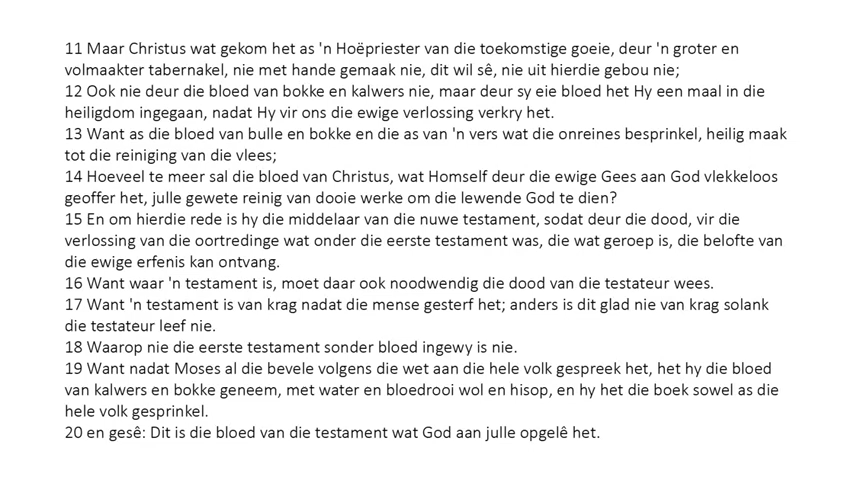 11 Maar Christus wat gekom het as 'n Hoëpriester van die toekomstige goeie, deur 'n groter en
volmaakter tabernakel, nie met hande gemaak nie, dit wil sê, nie uit hierdie gebou nie;
12 Ook nie deur die bloed van bokke en kalwers nie, maar deur sy eie bloed het Hy een maal in die
heiligdom ingegaan, nadat Hy vir ons die ewige verlossing verkry het.
13 Want as die bloed van bulle en bokke en die as van 'n vers wat die onreines besprinkel, heilig maak
tot die reiniging van die vlees;
14 Hoeveel te meer sal die bloed van Christus, wat Homself deur die ewige Gees aan God vlekkeloos
geoffer het, julle gewete reinig van dooie werke om die lewende God te dien?
15 En om hierdie rede is hy die middelaar van die nuwe testament, sodat deur die dood, vir die
verlossing van die oortredinge wat onder die eerste testament was, die wat geroep is, die belofte van
die ewige erfenis kan ontvang.
16 Want waar 'n testament is, moet daar ook noodwendig die dood van die testateur wees.
17 Want 'n testament is van krag nadat die mense gesterf het; anders is dit glad nie van krag solank
die testateur leef nie.
18 Waarop nie die eerste testament sonder bloed ingewy is nie.
19 Want nadat Moses al die bevele volgens die wet aan die hele volk gespreek het, het hy die bloed
van kalwers en bokke geneem, met water en bloedrooi wol en hisop, en hy het die boek sowel as die
hele volk gesprinkel.
20 en gesê: Dit is die bloed van die testament wat God aan julle opgelê het.